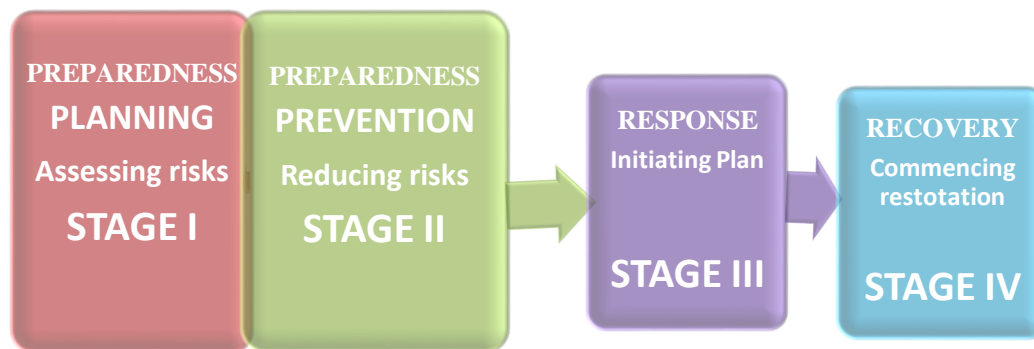 PREPAREDNESS
PLANNING
Assessing risks
STAGE I
PREPAREDNESS
PREVENTION
Reducing risks
STAGE II
RESPONSE
Initiating Plan
STAGE III
RECOVERY
Commencing
restotation
STAGE IV